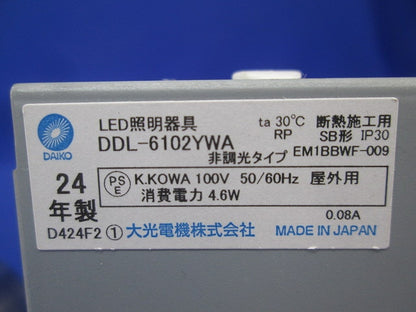 LED照明器具 ta 30℃ 断熱施工用
DAIKO DDL-6102YWA RP SB形 IP30
非調光タイプ EM1BBWF-009
24年製 PS E K.KOWA 100V 50/60Hz 屋外用
消費電力 4.6W
0.08A
D424F2 ① 大光電機株式会社 MADE IN JAPAN